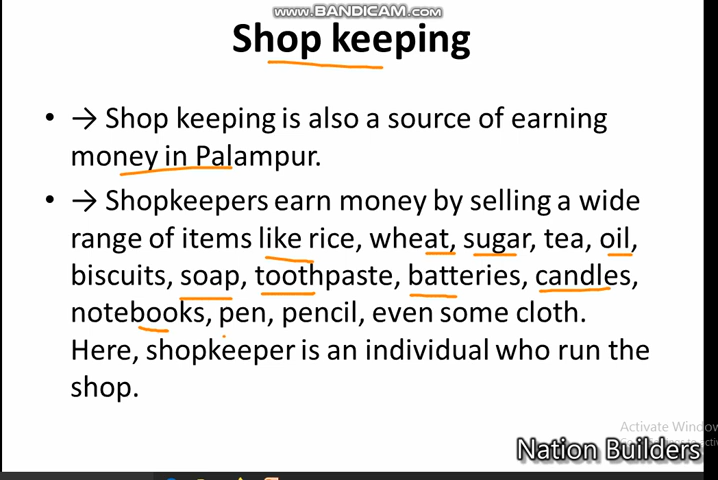 www.BANDICAM.com
Shop keeping
• → Shop keeping is also a source of earning
money in Palampur.
• → Shopkeepers earn money by selling a wide
range of items like rice, wheat, sugar, tea, oil,
biscuits, soap, toothpaste, batteries, candles,
notebooks, pen, pencil, even some cloth.
Here, shopkeeper is an individual who run the
shop.
Activate Window
Nation Builders